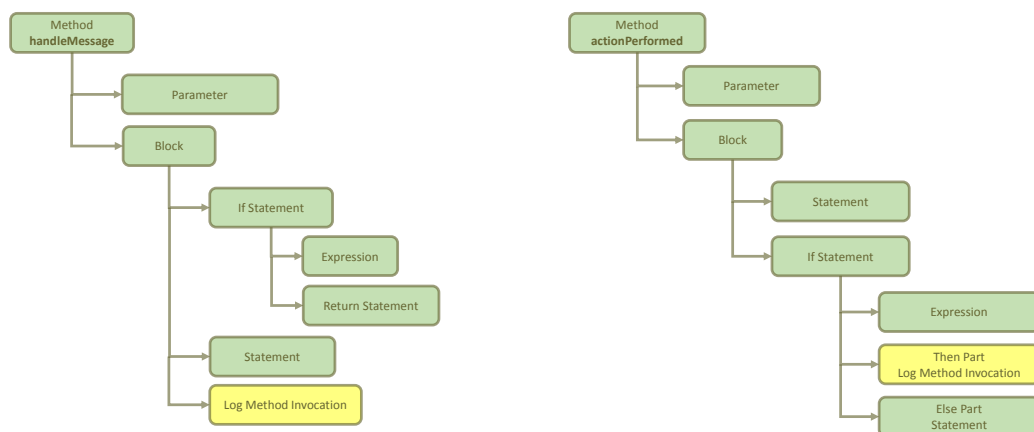 Method
handleMessage
Parameter
Block
If Statement
Expression
Return Statement
Statement
Log Method Invocation
Method
actionPerformed
Parameter
Block
Statement
If Statement
Expression
Then Part
Log Method Invocation
Else Part
Statement